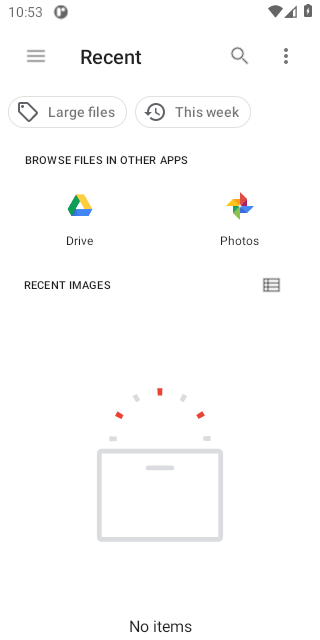 10:53
Recent
Large files
This week
BROWSE FILES IN OTHER APPS
Drive
Photos
RECENT IMAGES
No items